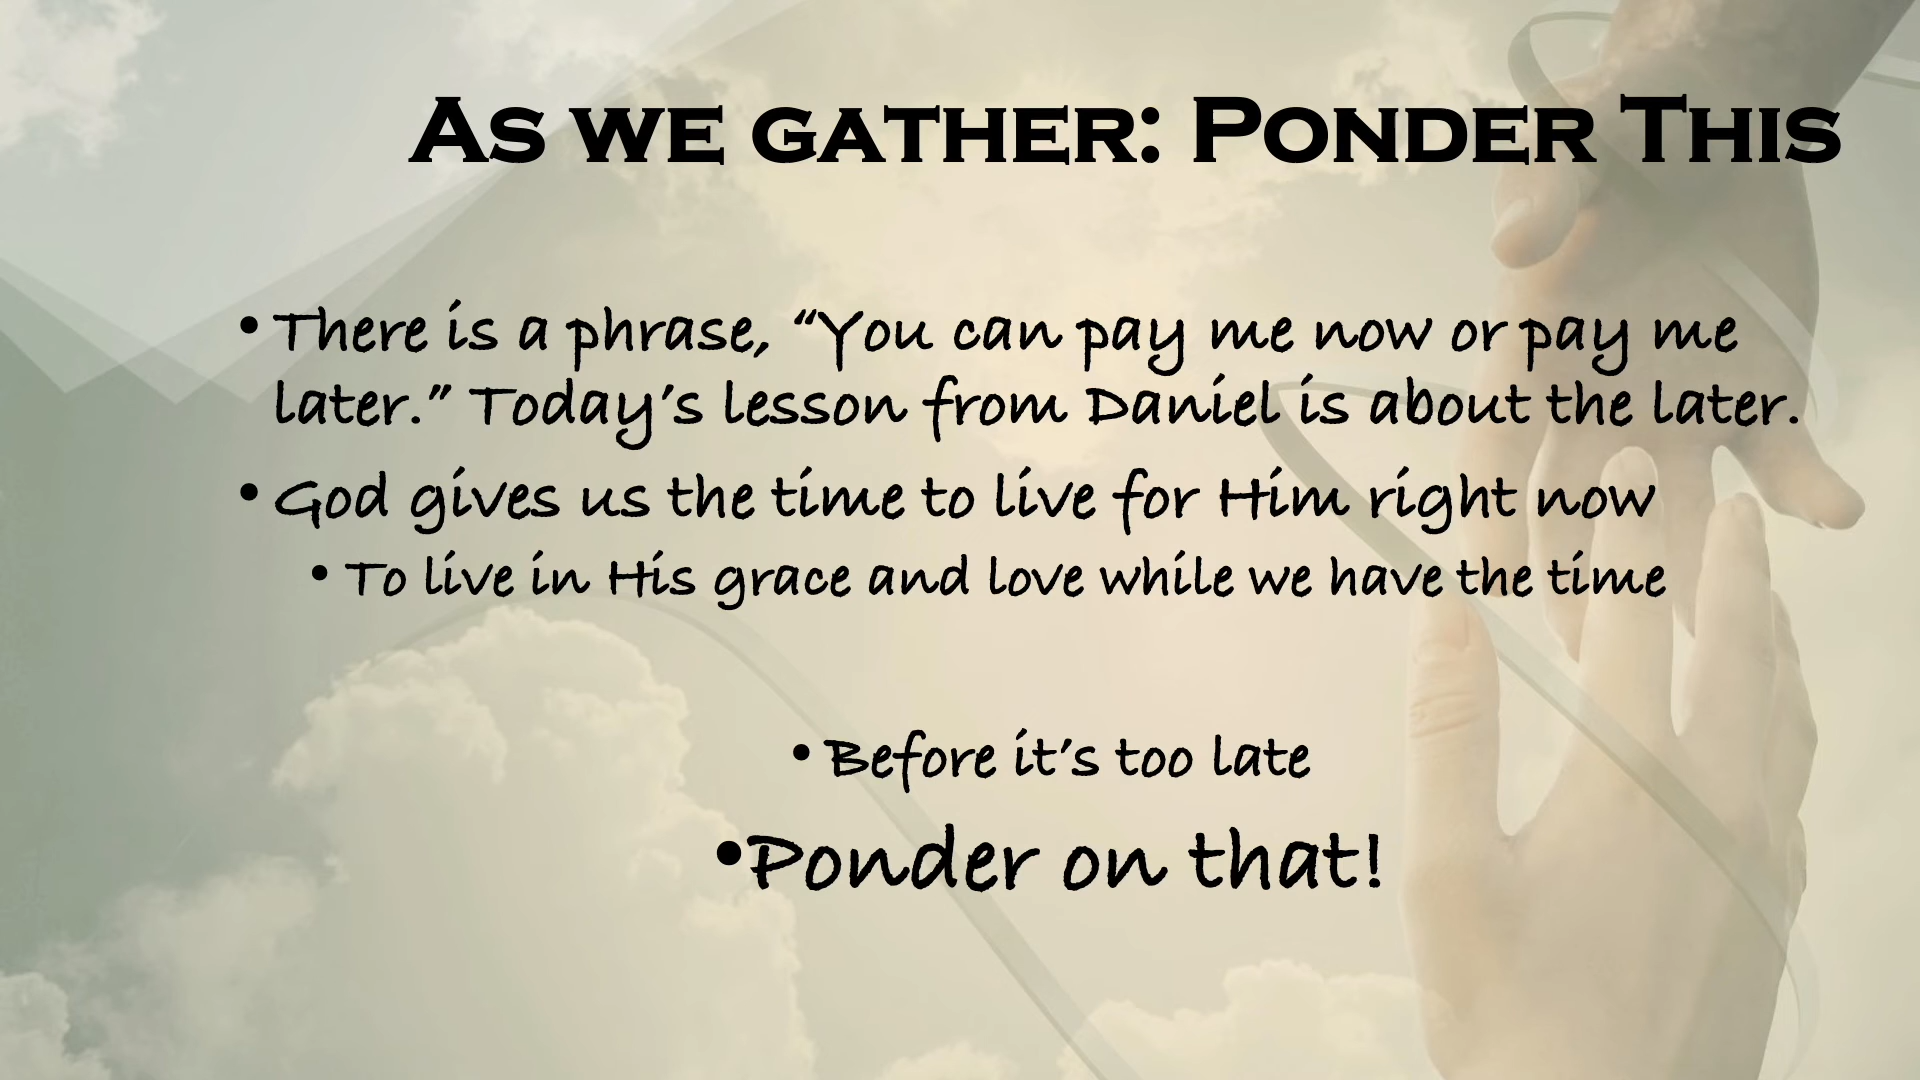 As we gather: Ponder This
• There is a phrase, “You can pay me now or pay me
later.” Today’s lesson from Daniel is about the later.
• God gives us the time to live for Him right now
• To live in His grace and love while we have the time
• Before it’s too late
• Ponder on that!